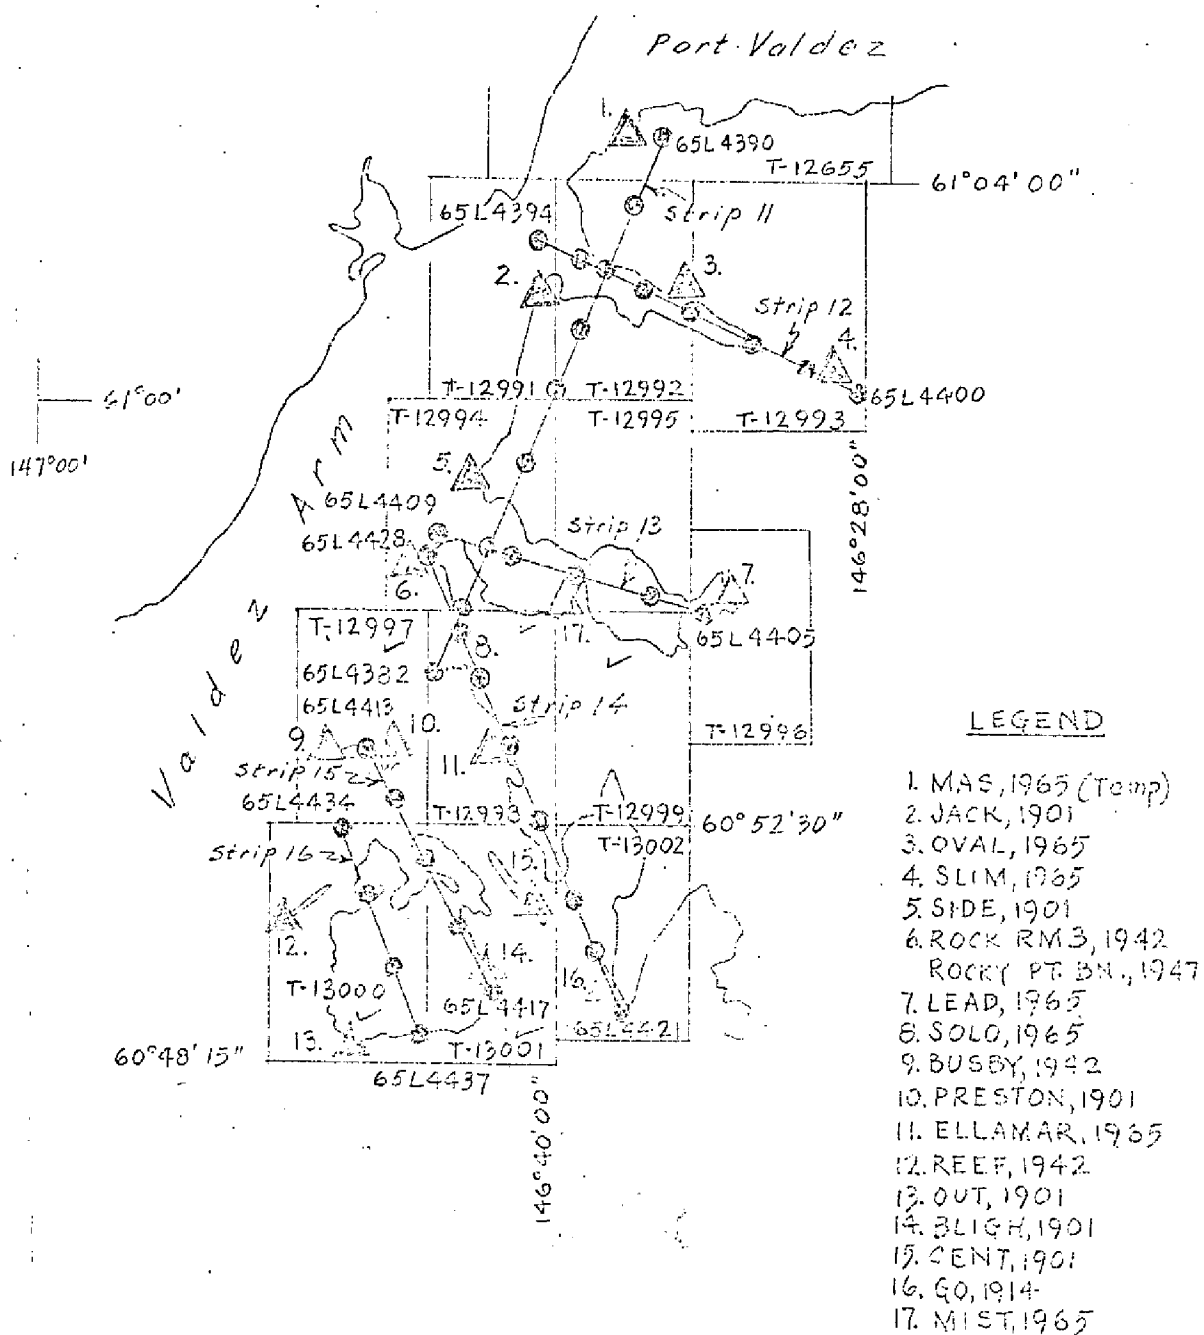 Port Valdez
1.
65L4390
T-12655
61°04'00"
65L4394
Strip 11
2.
3.
Strip 12
4.
T-12991
T-12992
65L4400
61°00'
T-12994
T-12995
T-12993
147°00'
5.
Valdez Arm
65L4409
146°28'00"
Strip 13
65L4428
6.
7.
T-12997
17.
65L4405
8.
65L4382
65L4413
Strip 14
10.
9.
T-12996
11.
Strip 15
65L4434
T-12998
T-12999
60°52'30"
Strip 16
T-13002
15.
12.
14.
T-13000
16.
65L4417
65L4421
13.
60°48'15"
T-13001
65L4437
146°40'00"
LEGEND
1. MAS, 1965 (Temp)
2. JACK, 1901
3. OVAL, 1965
4. SLIM, 1965
5. SIDE, 1901
6. ROCK RM3, 1942
ROCKY PT. BN., 1947
7. LEAD, 1965
8. SOLO, 1965
9. BUSBY, 1942
10. PRESTON, 1901
11. ELLAMAR, 1965
12. REEF, 1942
13. OUT, 1901
14. BLIGH, 1901
15. CENT, 1901
16. GO, 1914
17. MIST, 1965